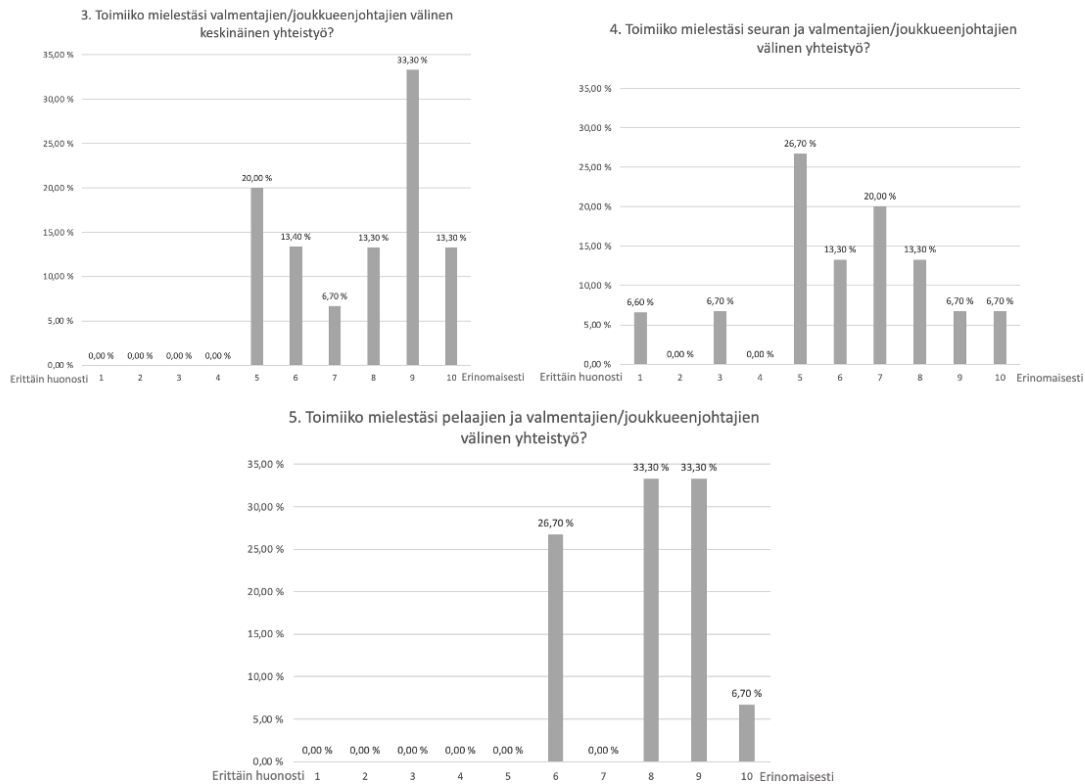 3. Toimiiko mielestäsi valmentajien/joukkueenjohtajien välinen
keskinäinen yhteistyö?
35,00 %
30,00 %
25,00 %
20,00 %
15,00 %
10,00 %
5,00 %
0,00 %
0,00 % 0,00 % 0,00 % 0,00 % 20,00 % 13,40 % 6,70 % 13,30 % 33,30 % 13,30 %
Erittäin huonosti 1 2 3 4 5 6 7 8 9 10 Erinomaisesti
4. Toimiiko mielestäsi seuran ja valmentajien/joukkueenjohtajien
välinen yhteistyö?
35,00 %
30,00 %
25,00 %
20,00 %
15,00 %
10,00 %
5,00 %
0,00 %
6,60 % 0,00 % 6,70 % 0,00 % 26,70 % 13,30 % 20,00 % 13,30 % 6,70 % 6,70 %
Erittäin huonosti 1 2 3 4 5 6 7 8 9 10 Erinomaisesti
5. Toimiiko mielestäsi pelaajien ja valmentajien/joukkueenjohtajien
välinen yhteistyö?
35,00 %
30,00 %
25,00 %
20,00 %
15,00 %
10,00 %
5,00 %
0,00 %
0,00 % 0,00 % 0,00 % 0,00 % 0,00 % 26,70 % 0,00 % 33,30 % 33,30 % 6,70 %
Erittäin huonosti 1 2 3 4 5 6 7 8 9 10 Erinomaisesti